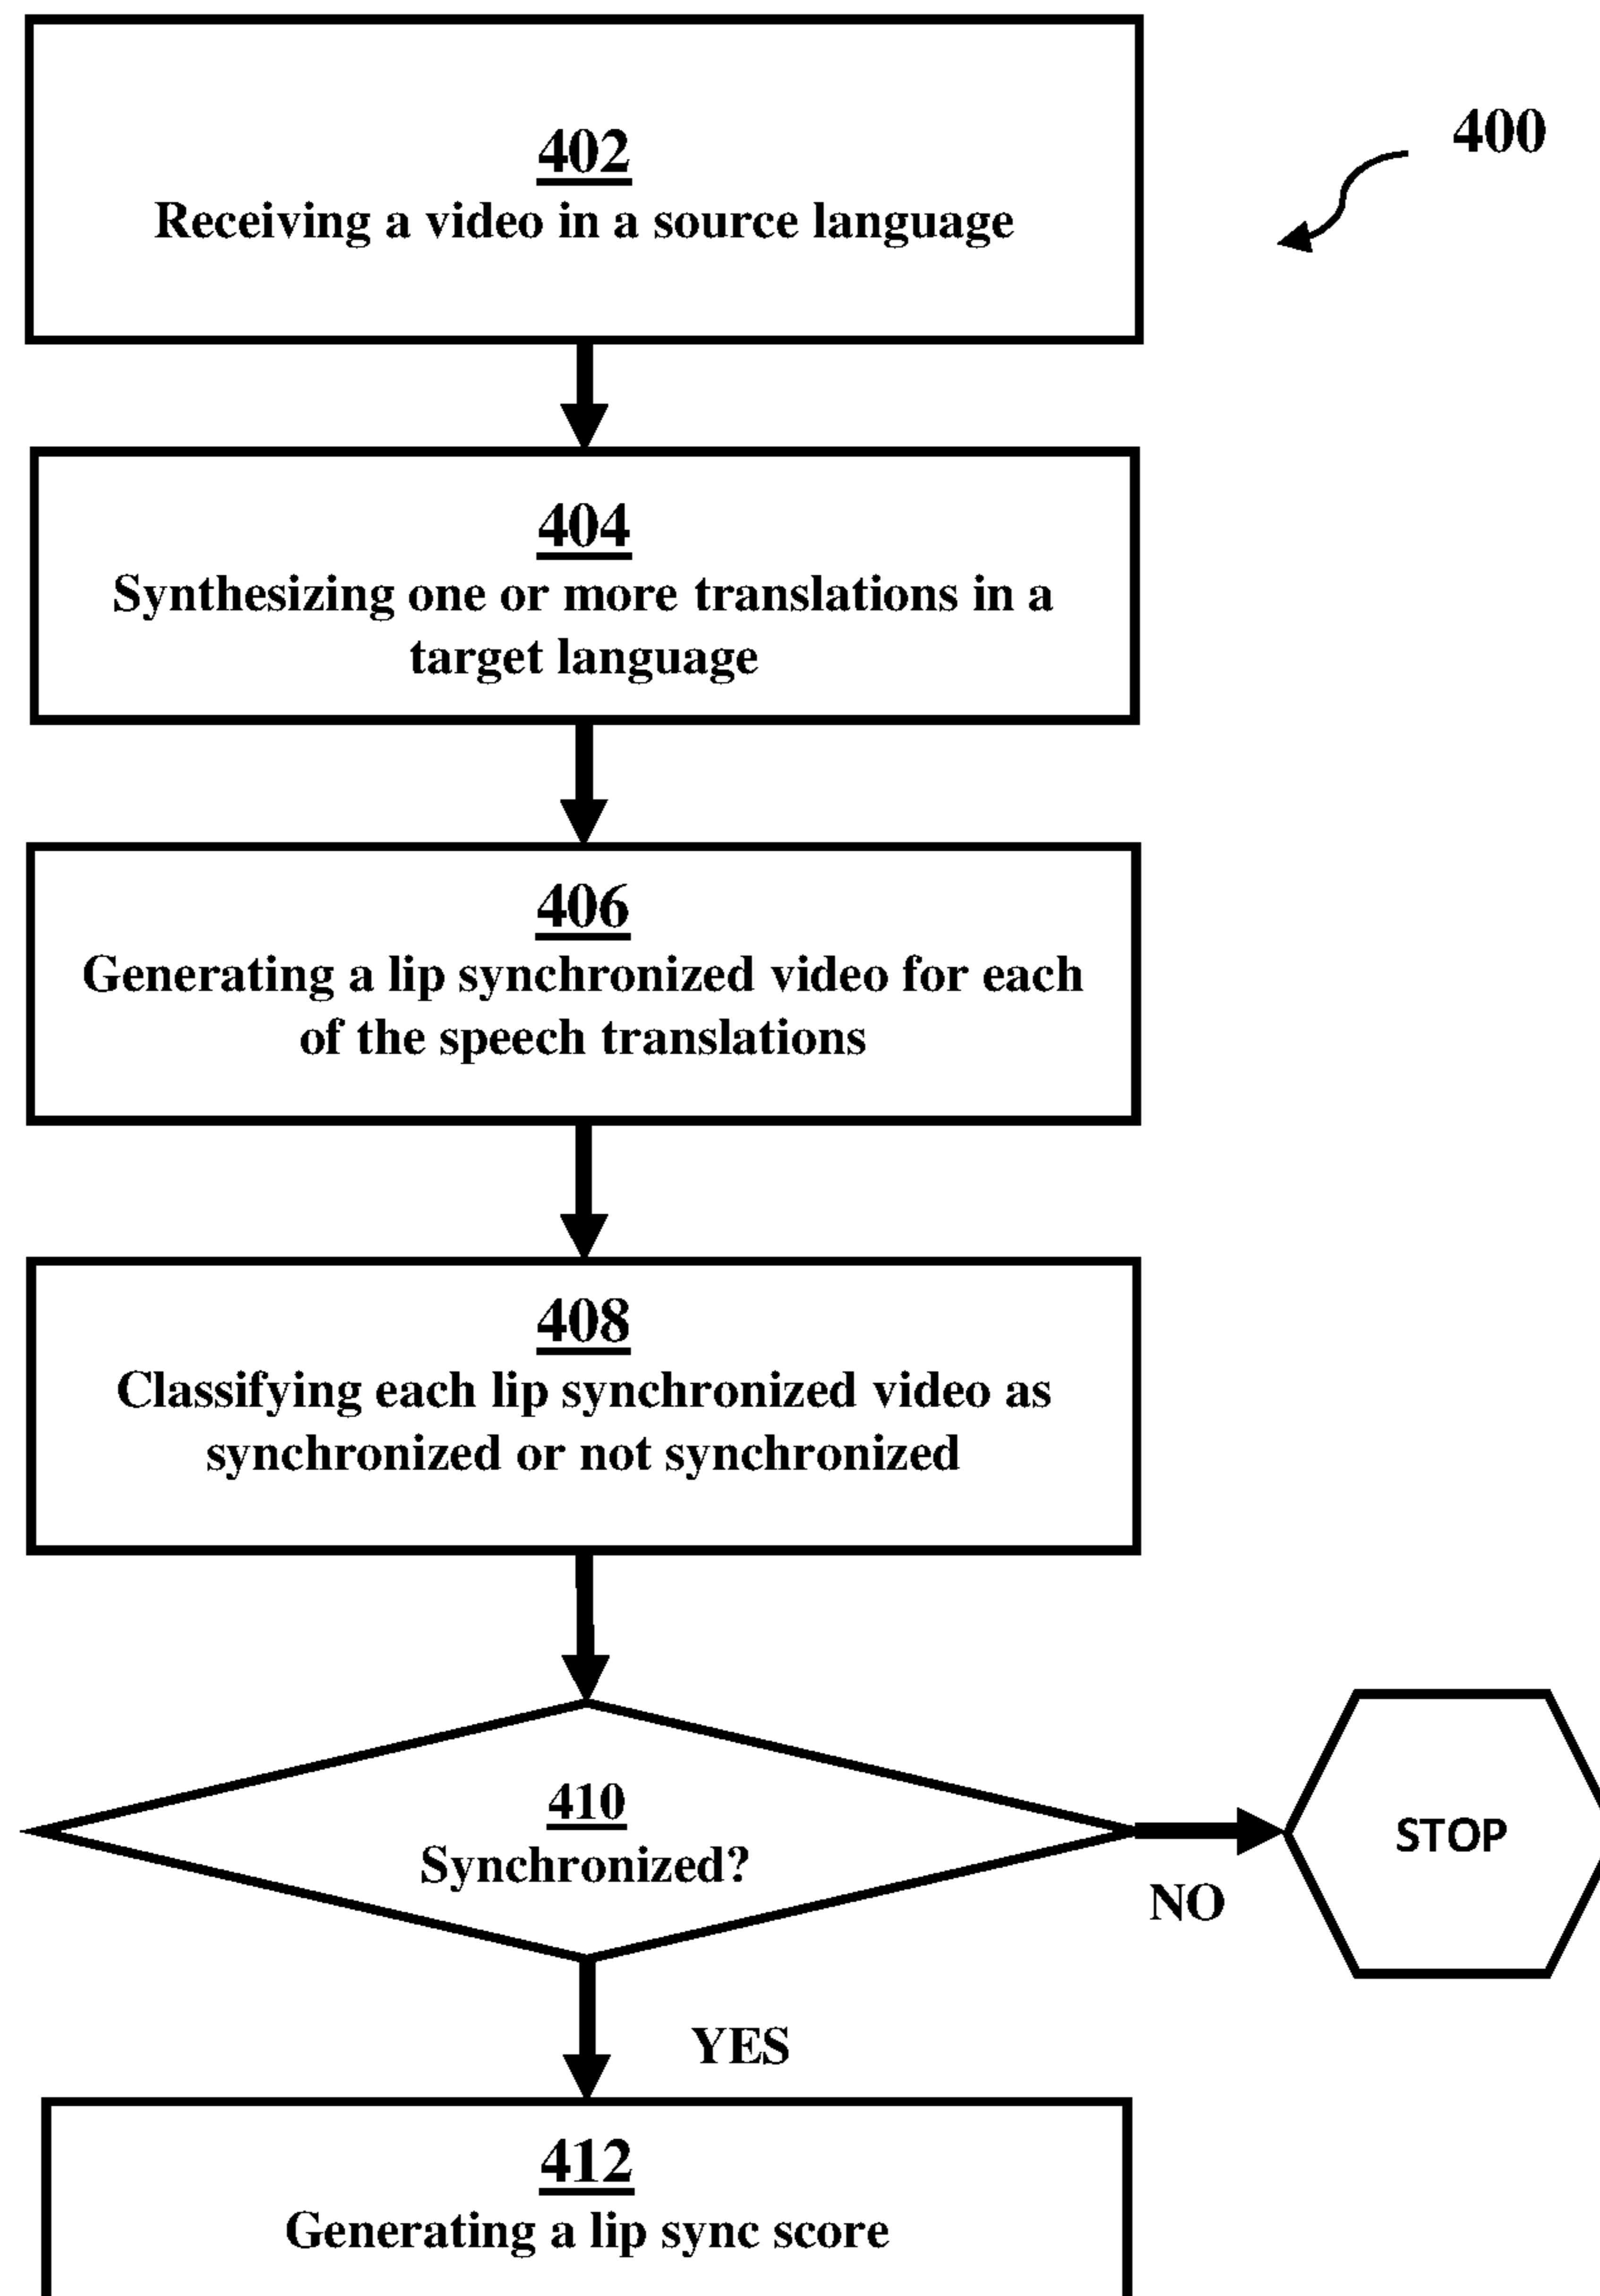 402
Receiving a video in a source language
400
404
Synthesizing one or more translations in a
target language
406
Generating a lip synchronized video for each
of the speech translations
408
Classifying each lip synchronized video as
synchronized or not synchronized
410
Synchronized?
STOP
NO
YES
412
Generating a lip sync score